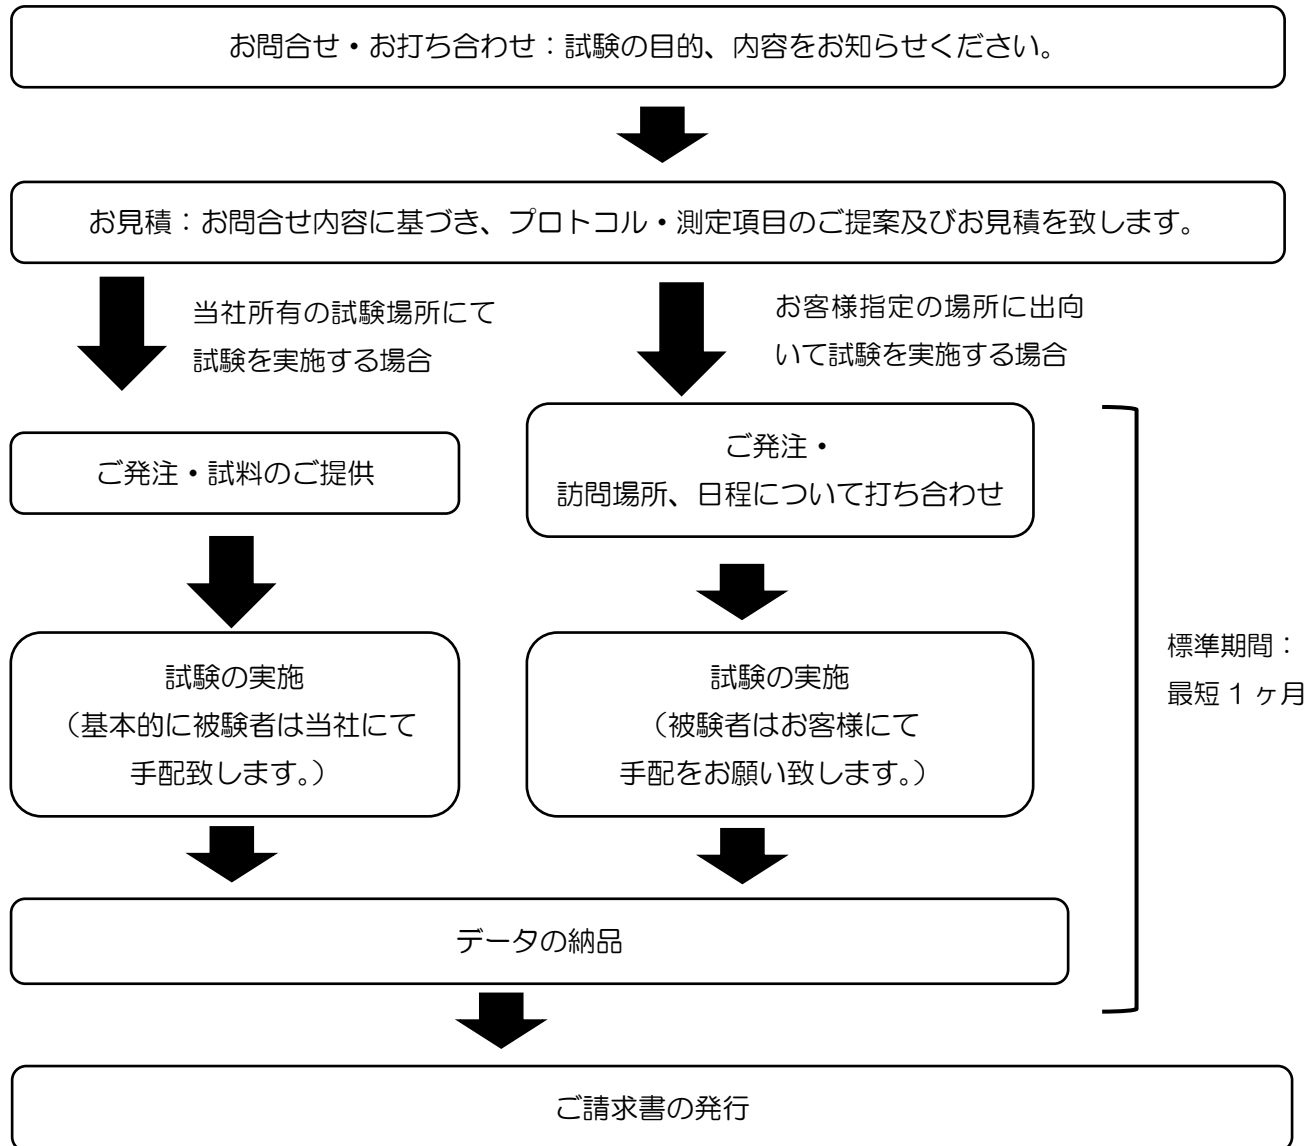 お問合せ・お打ち合わせ：試験の目的、内容をお知らせください。
お見積：お問合せ内容に基づき、プロトコル・測定項目のご提案及びお見積を致します。
当社所有の試験場所にて
試験を実施する場合
お客様指定の場所に出向
いて試験を実施する場合
ご発注・試料のご提供
ご発注・
訪問場所、日程について打ち合わせ
試験の実施
（基本的に被験者は当社にて
手配致します。）
試験の実施
（被験者はお客様にて
手配をお願い致します。）
標準期間：
最短 1 ヶ月
データの納品
ご請求書の発行